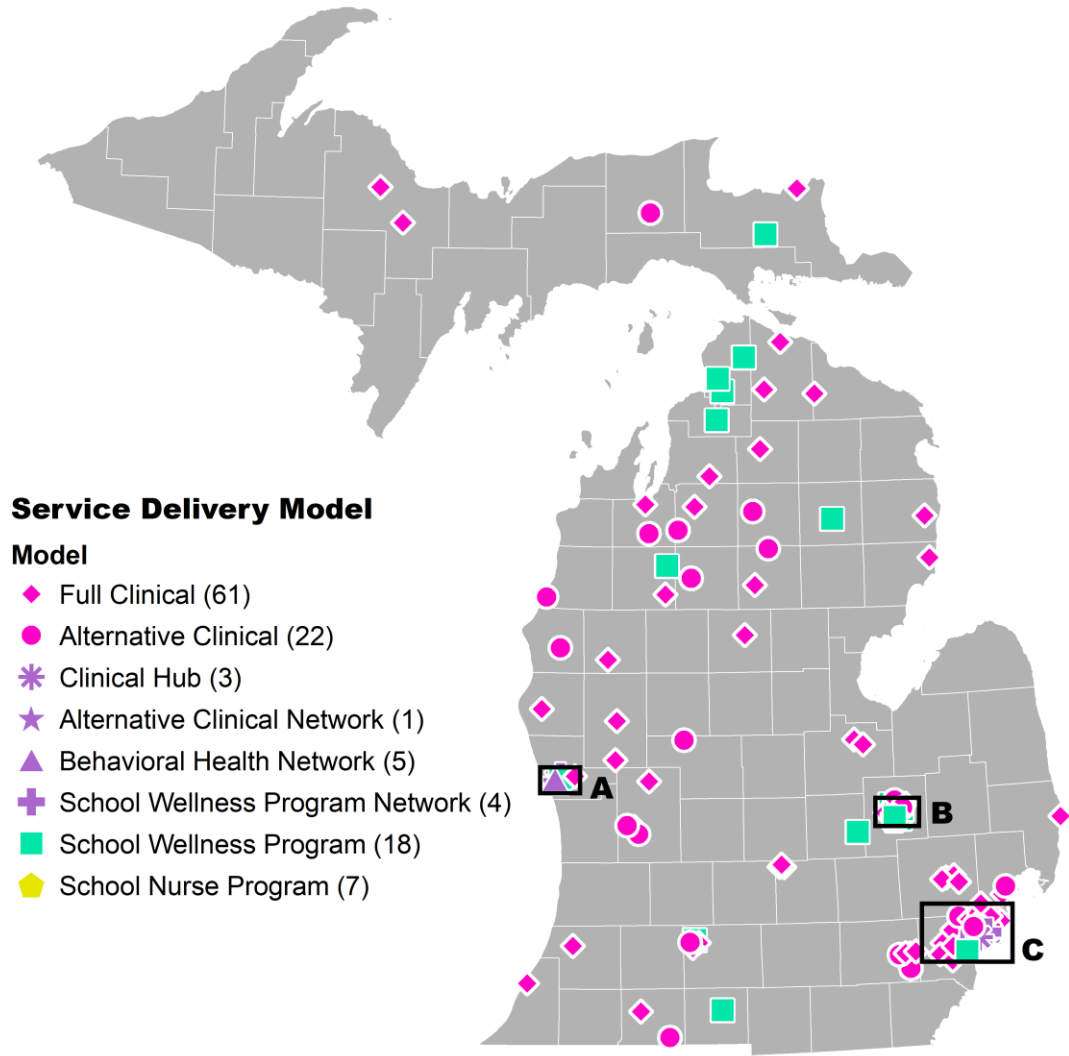 Service Delivery Model
Model
Full Clinical (61)
Alternative Clinical (22)
Clinical Hub (3)
Alternative Clinical Network (1)
Behavioral Health Network (5)
School Wellness Program Network (4)
School Wellness Program (18)
School Nurse Program (7)
A
B
C